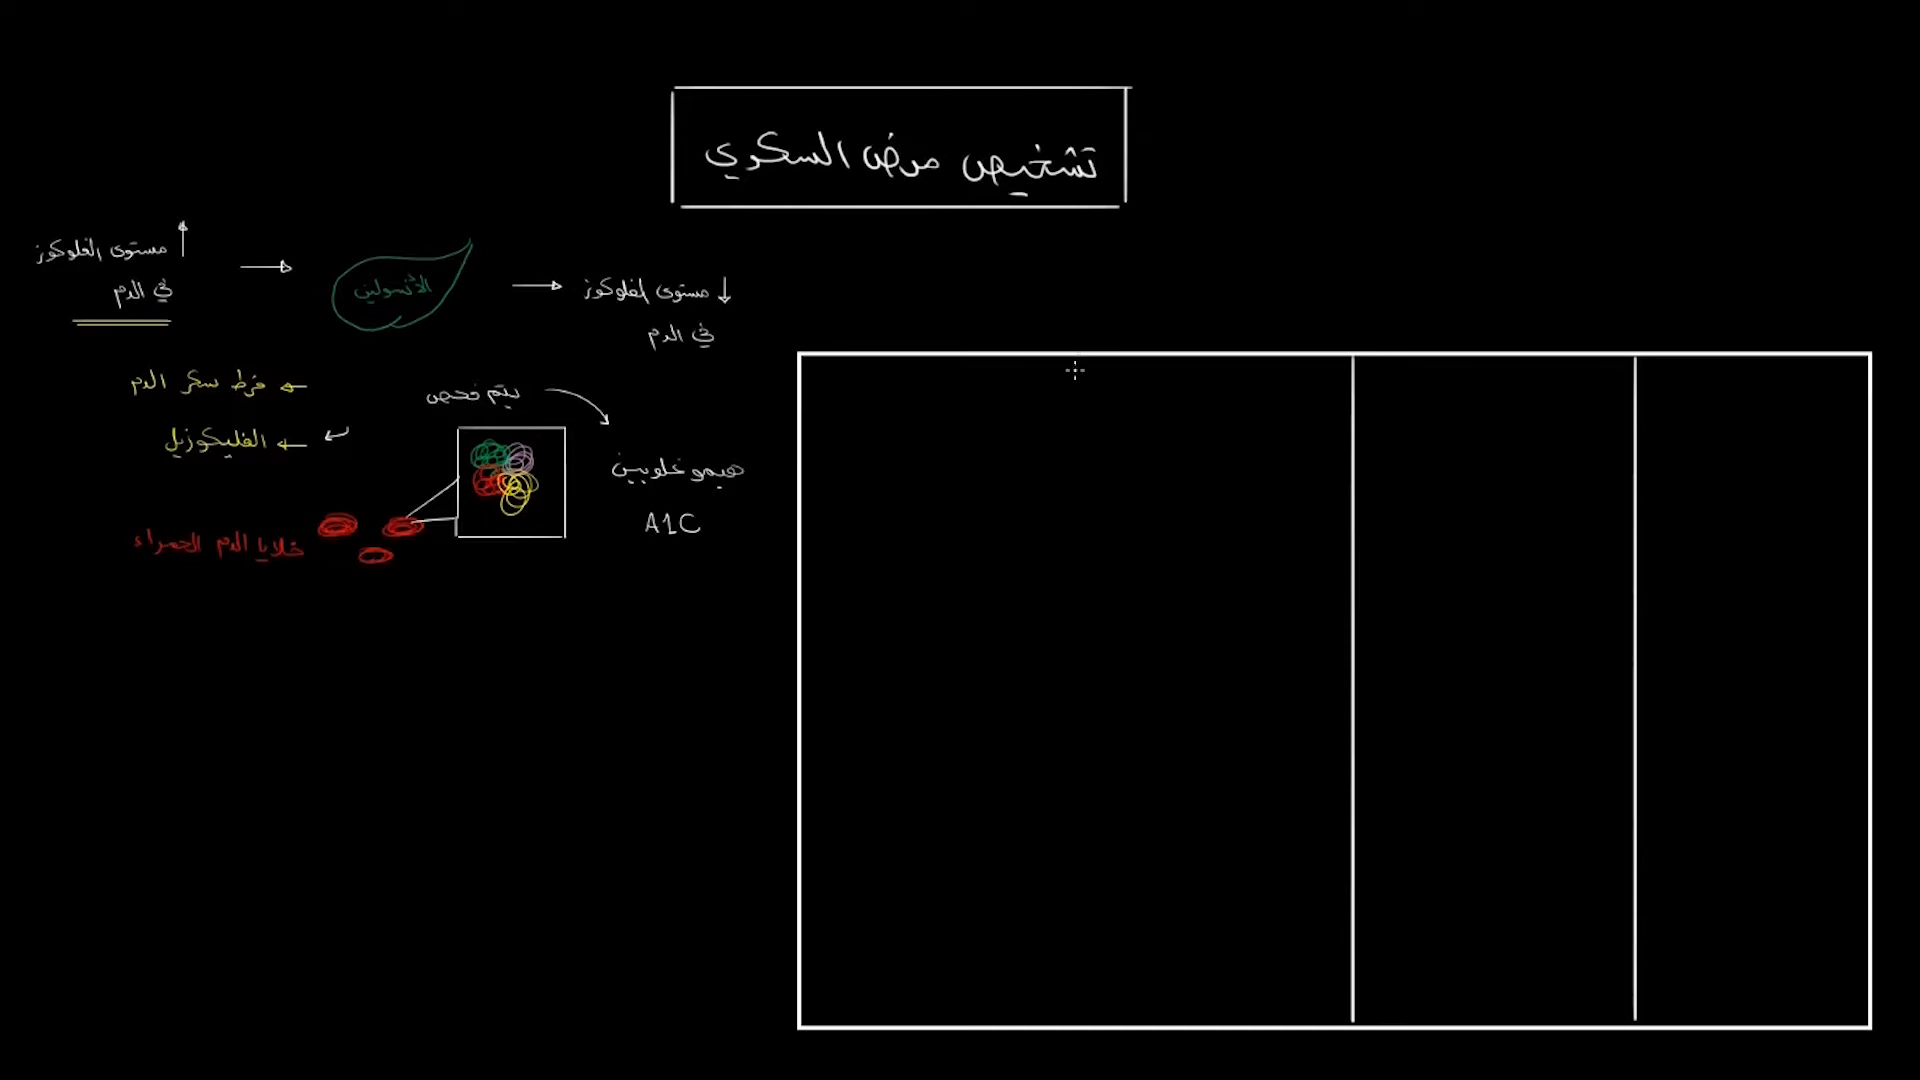 تشخيص مرض السكري
مستوى الغلوكوز
في الدم
الأنسولين
مستوى الغلوكوز
في الدم
فرط سكر الدم
الغليكوزيل
يتم فحص
هيموغلوبين
A1C
خلايا الدم الحمراء